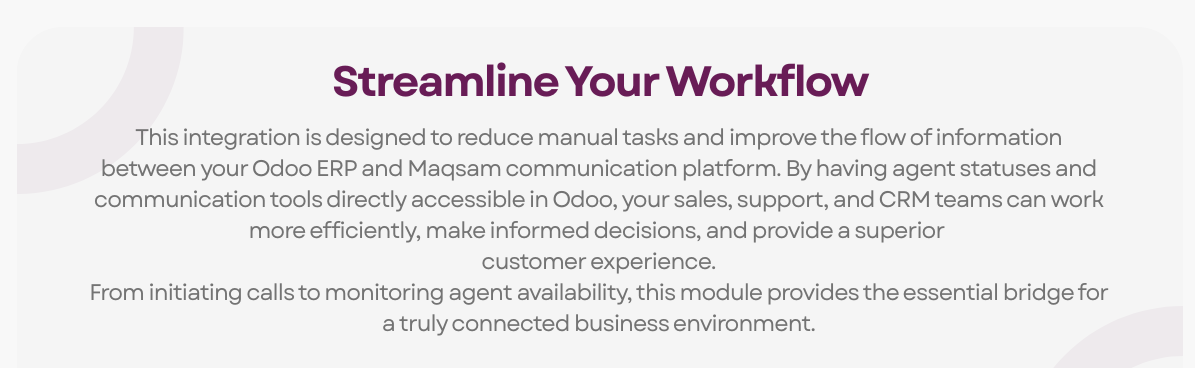 Streamline Your Workflow
This integration is designed to reduce manual tasks and improve the flow of information
between your Odoo ERP and Maqsam communication platform. By having agent statuses and
communication tools directly accessible in Odoo, your sales, support, and CRM teams can work
more efficiently, make informed decisions, and provide a superior
customer experience.
From initiating calls to monitoring agent availability, this module provides the essential bridge for
a truly connected business environment.